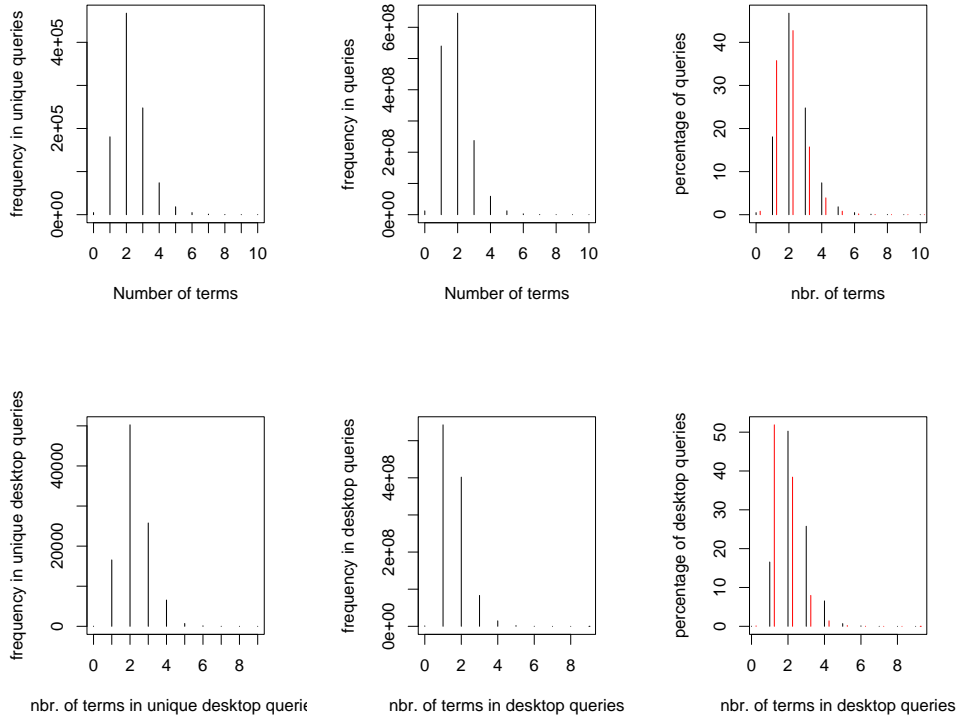 frequency in unique queries
0e+00 2e+05 4e+05
0 2 4 6 8 10
Number of terms
frequency in queries
0e+00 2e+08 4e+08 6e+08
0 2 4 6 8 10
Number of terms
percentage of queries
0 10 20 30 40
0 2 4 6 8 10
nbr. of terms
frequency in unique desktop queries
0 20000 40000
0 2 4 6 8
nbr. of terms in unique desktop querie
frequency in desktop queries
0e+00 2e+08 4e+08
0 2 4 6 8
nbr. of terms in desktop queries
percentage of desktop queries
0 10 20 30 40 50
0 2 4 6 8
nbr. of terms in desktop queries